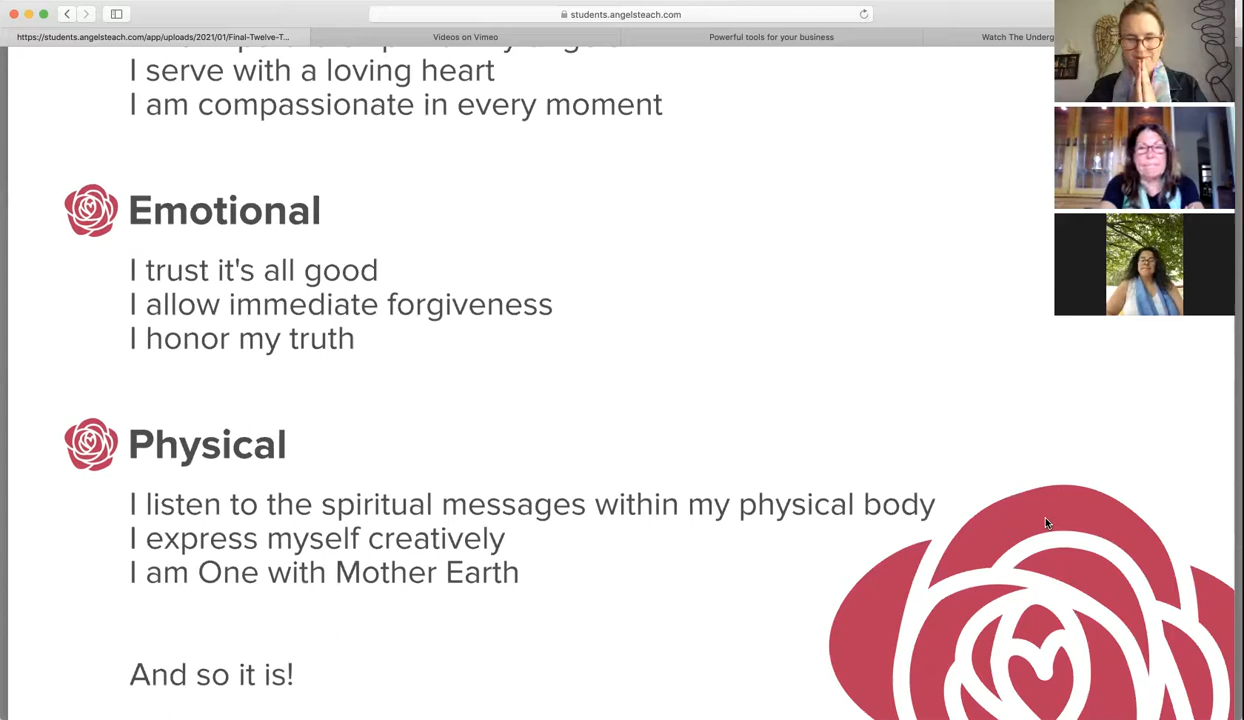 students.angelsteach.com
https://students.angelsteach.com/app/uploads/2021/01/Final-Twelve-T...
Videos on Vimeo
Powerful tools for your business
Watch The Underg
I serve with a loving heart
I am compassionate in every moment
Emotional
I trust it's all good
I allow immediate forgiveness
I honor my truth
Physical
I listen to the spiritual messages within my physical body
I express myself creatively
I am One with Mother Earth
And so it is!